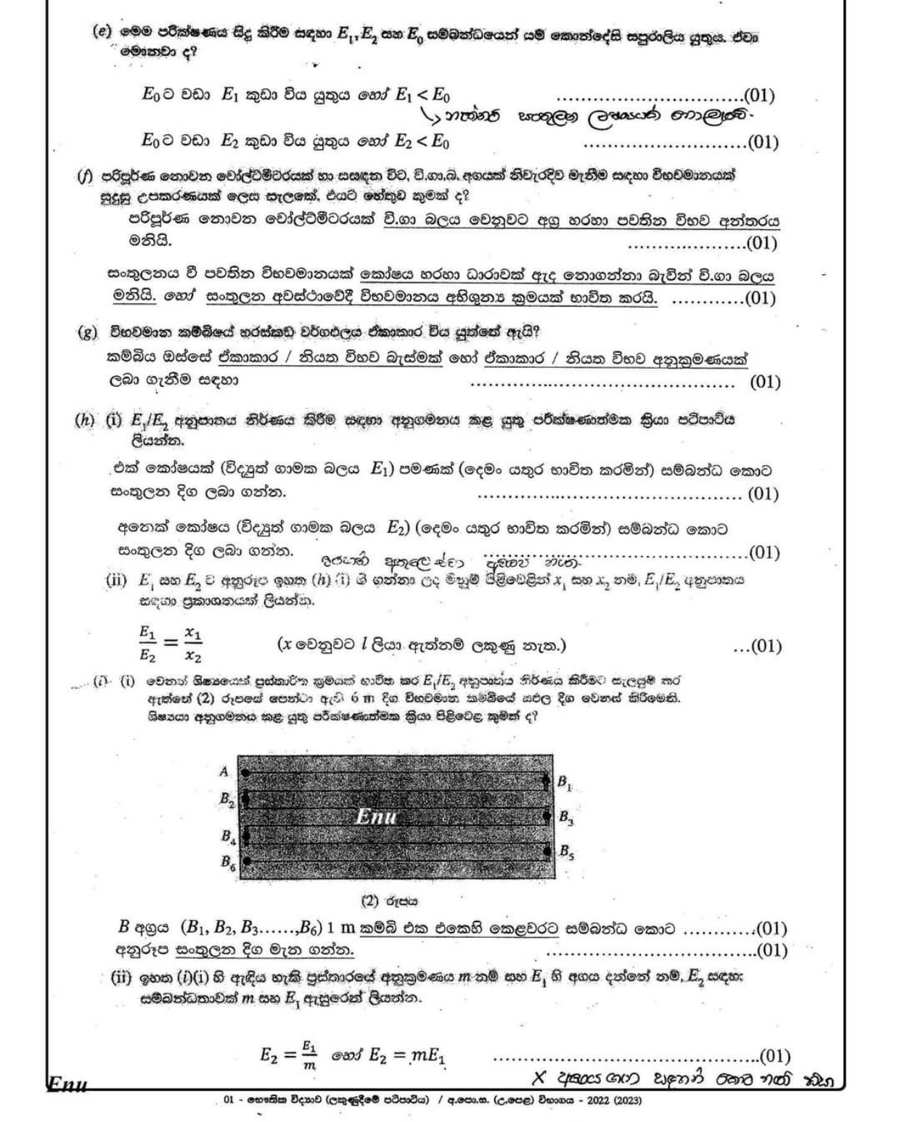 (e) මෙම පරීක්ෂණය සිදු කිරීම සඳහා E₁, E₂ සහ E₀ සම්බන්ධයෙන් යම් කොන්දේසි සපුරාලිය යුතුය. ඒවා
මොනවා ද?
E₀ ට වඩා E₁ කුඩා විය යුතුය හෝ E₁ < E₀ ..............................(01)
නැත්නම් සංතුලන ලක්ෂ්‍යයක් නොලැබේ.
E₀ ට වඩා E₂ කුඩා විය යුතුය හෝ E₂ < E₀ ..........................(01)
(f) පරිපූර්ණ නොවන වෝල්ට්මීටරයක් හා සසඳන විට, වි.ගා.බ. අගයක් නිවැරදිව මැනීම සඳහා විභවමානයක්
සුදුසු උපකරණයක් ලෙස සැලකේ. එයට හේතුව කුමක් ද?
පරිපූර්ණ නොවන වෝල්ට්මීටරයක් වි.ගා බලය වෙනුවට අග්‍ර හරහා පවතින විභව අන්තරය
මනියි. ....................(01)
සංතුලනය වී පවතින විභවමානයක් කෝෂය හරහා ධාරාවක් ඇද නොගන්නා බැවින් වි.ගා බලය
මනියි. හෝ සංතුලන අවස්ථාවේදී විභවමානය අභිශුන්‍ය ක්‍රමයක් භාවිත කරයි. ............(01)
(g) විභවමාන කම්බියේ හරස්කඩ වර්ගඵලය ඒකාකාර විය යුත්තේ ඇයි?
කම්බිය ඔස්සේ ඒකාකාර / නියත විභව බැස්මක් හෝ ඒකාකාර / නියත විභව අනුක්‍රමණයක්
ලබා ගැනීම සඳහා .......................................... (01)
(h) (i) E₁/E₂ අනුපාතය නිර්ණය කිරීම සඳහා අනුගමනය කළ යුතු පරීක්ෂණාත්මක ක්‍රියා පටිපාටිය
ලියන්න.
එක් කෝෂයක් (විද්‍යුත් ගාමක බලය E₁) පමණක් (දෙමං යතුර භාවිත කරමින්) සම්බන්ධ කොට
සංතුලන දිග ලබා ගන්න. .......................................... (01)
අනෙක් කෝෂය (විද්‍යුත් ගාමක බලය E₂) (දෙමං යතුර භාවිත කරමින්) සම්බන්ධ කොට
සංතුලන දිග ලබා ගන්න. ..........................................(01)
(ii) E₁ සහ E₂ ට අනුරූප ඉහත (h) (i) හි ගන්නා ලද මිනුම් පිළිවෙළින් x₁ සහ x₂ නම්, E₁/E₂ අනුපාතය
සඳහා ප්‍රකාශනයක් ලියන්න.
E₁/E₂ = x₁/x₂ (x වෙනුවට l ලියා ඇත්නම් ලකුණු නැත.) ...(01)
(i) (i) වෙනත් ශිෂ්‍යයෙක් ප්‍රස්තාරික ක්‍රමයක් භාවිත කර E₁/E₂ අනුපාතය නිර්ණය කිරීමට සැලසුම් කර
ඇත්තේ (2) රූපයේ පෙන්වා ඇති 6 m දිග විභවමාන කම්බියේ සඵල දිග වෙනස් කිරීමෙනි.
ශිෂ්‍යයා අනුගමනය කළ යුතු පරීක්ෂණාත්මක ක්‍රියා පිළිවෙළ කුමක් ද?
A
B₁
B₂
Enu
B₃
B₄
B₅
B₆
(2) රූපය
B අග්‍රය (B₁, B₂, B₃......,B₆) 1 m කම්බි එක එකෙහි කෙළවරට සම්බන්ධ කොට ............(01)
අනුරූප සංතුලන දිග මැන ගන්න. ..................................(01)
(ii) ඉහත (i)(i) හි ඇඳිය හැකි ප්‍රස්තාරයේ අනුක්‍රමණය m නම් සහ E₁ හි අගය දන්නේ නම්, E₂ සඳහා
සම්බන්ධතාවක් m සහ E₁ ඇසුරෙන් ලියන්න.
E₂ = E₁/m හෝ E₂ = mE₁ ..........................................(01)
Enu
01 - භෞතික විද්‍යාව (ලකුණුදීමේ පටිපාටිය) / අ.පො.ස. (උ.පෙළ) විභාගය - 2022 (2023)